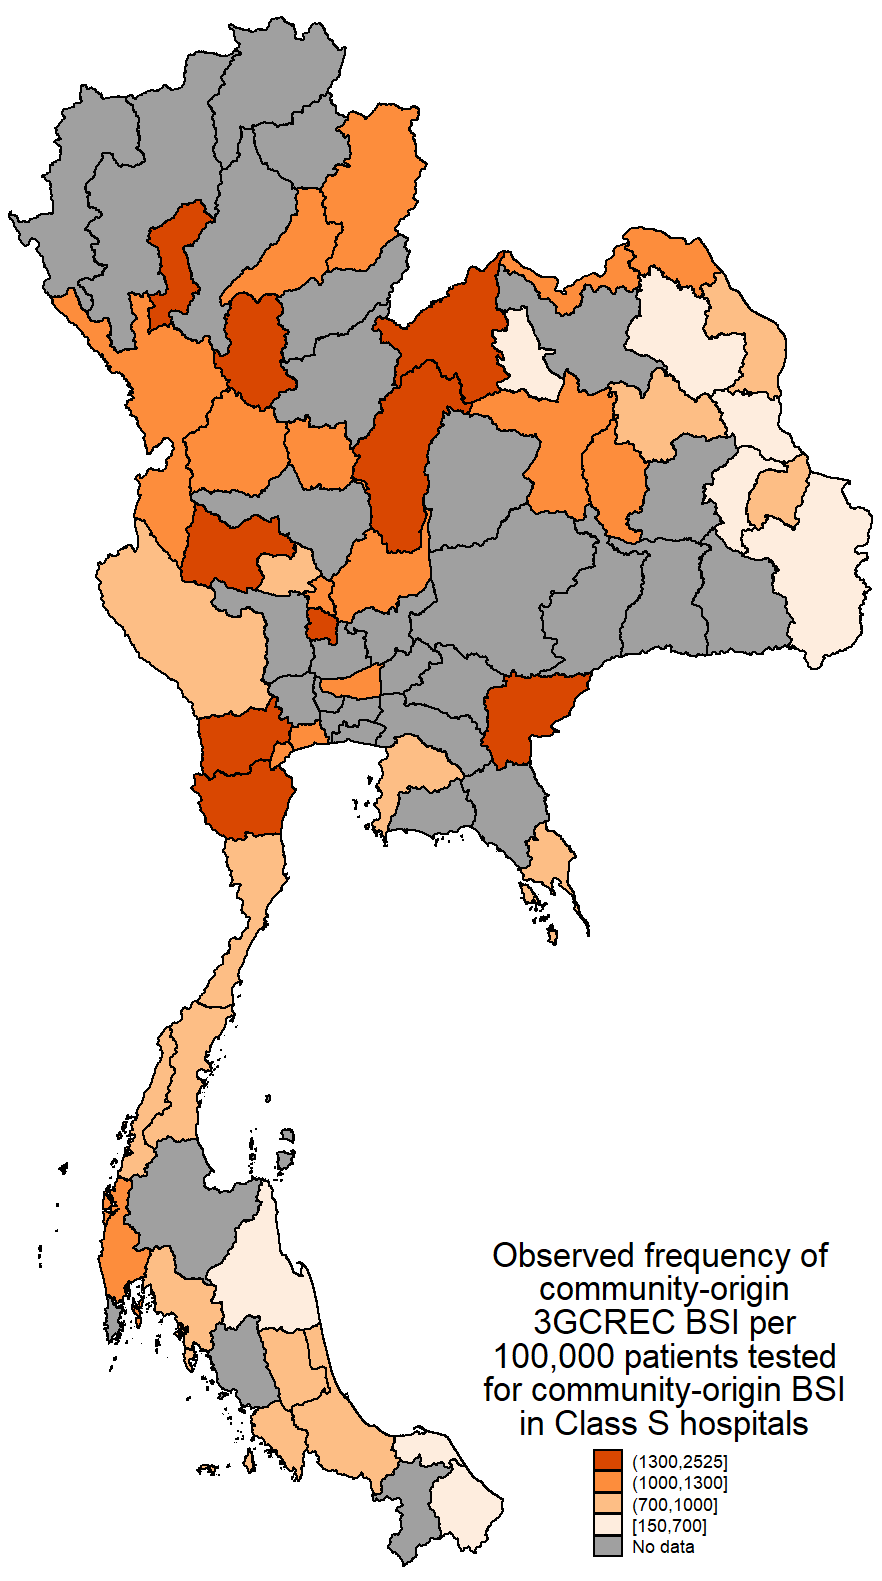 Observed frequency of
community-origin
3GCREC BSI per
100,000 patients tested
for community-origin BSI
in Class S hospitals
(1300,2525]
(1000,1300]
(700,1000]
[150,700]
No data